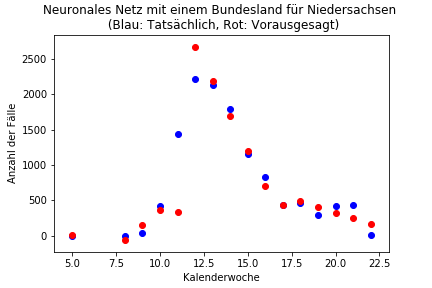 Neuronales Netz mit einem Bundesland für Niedersachsen
(Blau: Tatsächlich, Rot: Vorausgesagt)
2500
2000
1500
1000
500
0
Anzahl der Fälle
5.0 7.5 10.0 12.5 15.0 17.5 20.0 22.5
Kalenderwoche